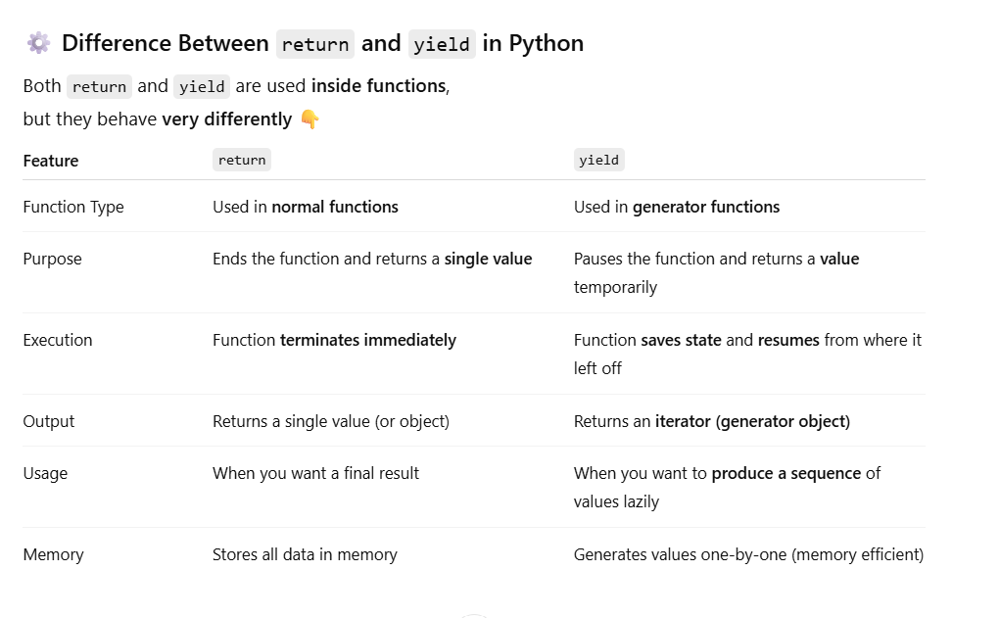 ⚙️ Difference Between return and yield in Python
Both return and yield are used inside functions,
but they behave very differently 👇
Feature return yield
Function Type Used in normal functions Used in generator functions
Purpose Ends the function and returns a single value Pauses the function and returns a value
temporarily
Execution Function terminates immediately Function saves state and resumes from where it
left off
Output Returns a single value (or object) Returns an iterator (generator object)
Usage When you want a final result When you want to produce a sequence of
values lazily
Memory Stores all data in memory Generates values one-by-one (memory efficient)